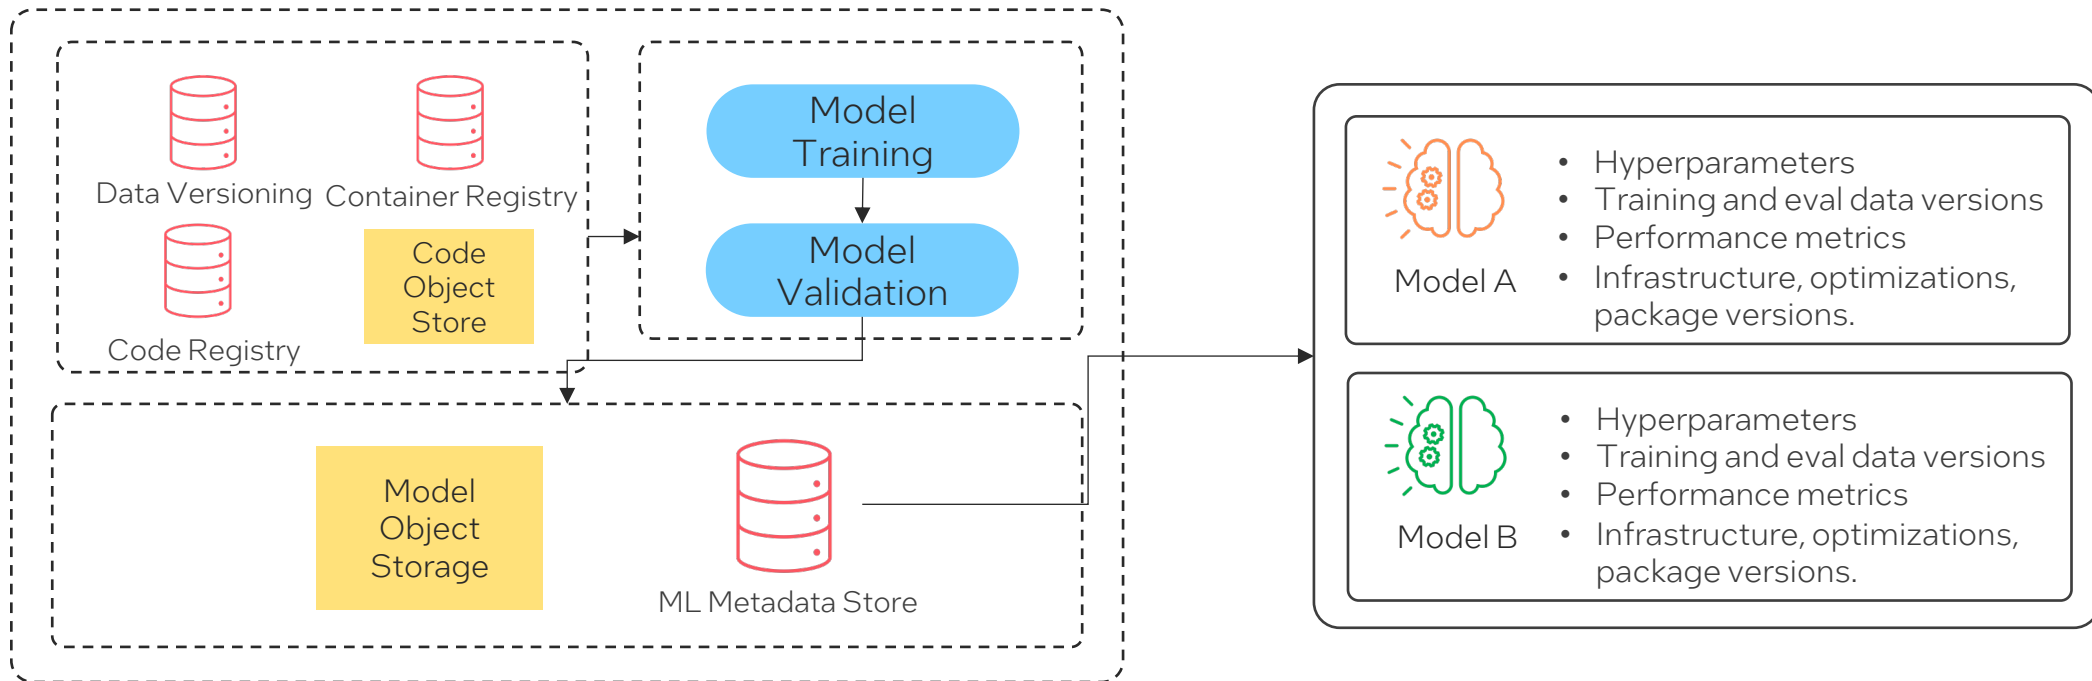 Data Versioning
Container Registry
Code Registry
Code
Object
Store
Model
Training
Model
Validation
Model
Object
Storage
ML Metadata Store
Model A
• Hyperparameters
• Training and eval data versions
• Performance metrics
• Infrastructure, optimizations,
package versions.
Model B
• Hyperparameters
• Training and eval data versions
• Performance metrics
• Infrastructure, optimizations,
package versions.